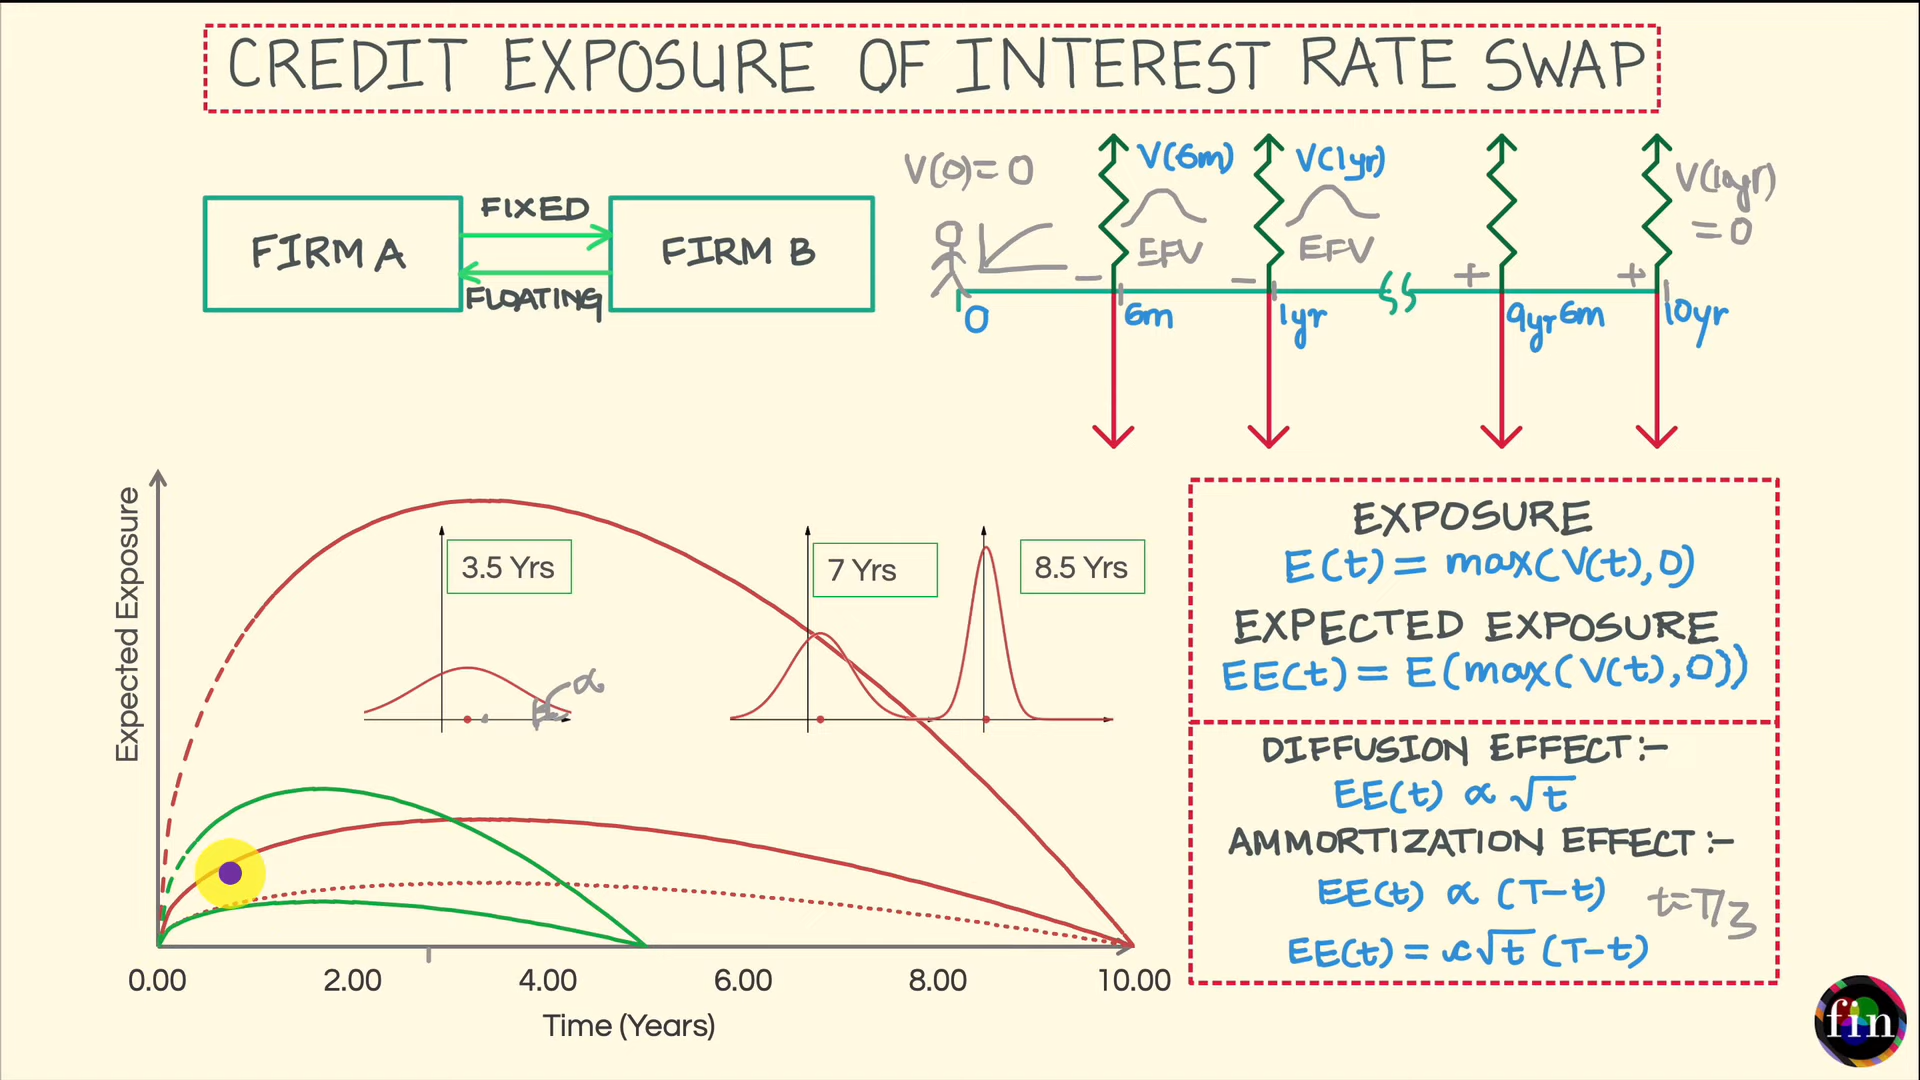 CREDIT EXPOSURE OF INTEREST RATE SWAP
FIRM A
FIXED
FLOATING
FIRM B
V(0)=0
V(6m)
EFV
V(1yr)
EFV
V(10yr)
=0
− − + +
0 6m 1yr 9yr6m 10yr
Expected Exposure
3.5 Yrs
α
7 Yrs
8.5 Yrs
0.00 2.00 4.00 6.00 8.00 10.00
Time (Years)
EXPOSURE
E(t) = max(V(t),0)
EXPECTED EXPOSURE
EE(t) = E(max(V(t),0))
DIFFUSION EFFECT:-
EE(t) ∝ √t
AMMORTIZATION EFFECT:-
EE(t) ∝ (T-t)
t=T/3
EE(t) = c√t (T-t)
fin